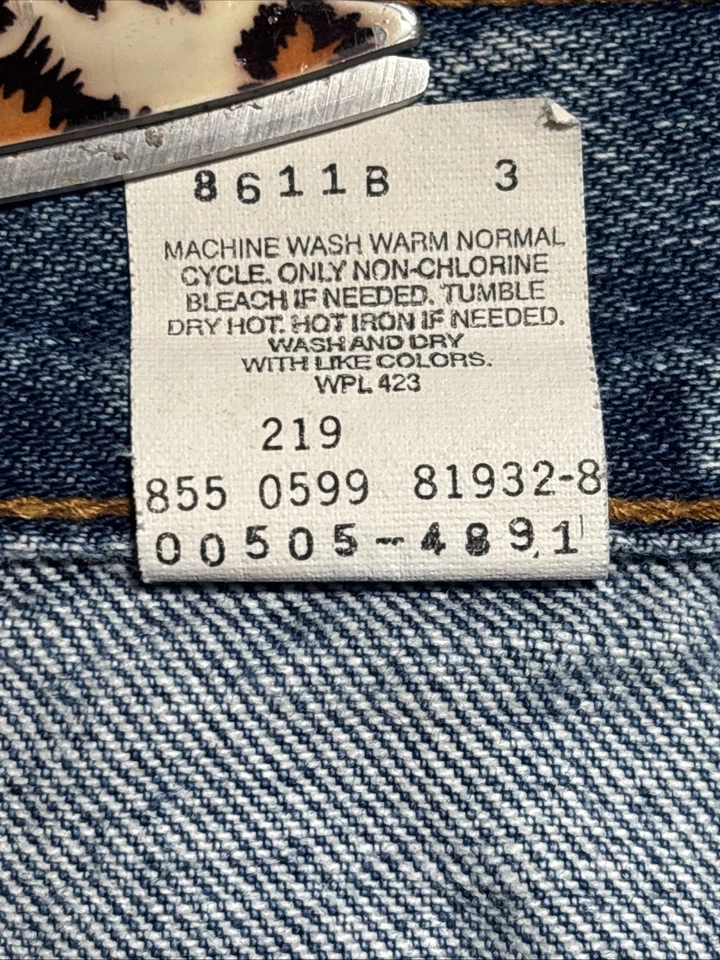 8611B 3
MACHINE WASH WARM NORMAL
CYCLE. ONLY NON-CHLORINE
BLEACH IF NEEDED. TUMBLE
DRY HOT. HOT IRON IF NEEDED.
WASH AND DRY
WITH LIKE COLORS.
WPL 423
219
855 0599 81932-8
00505-4891